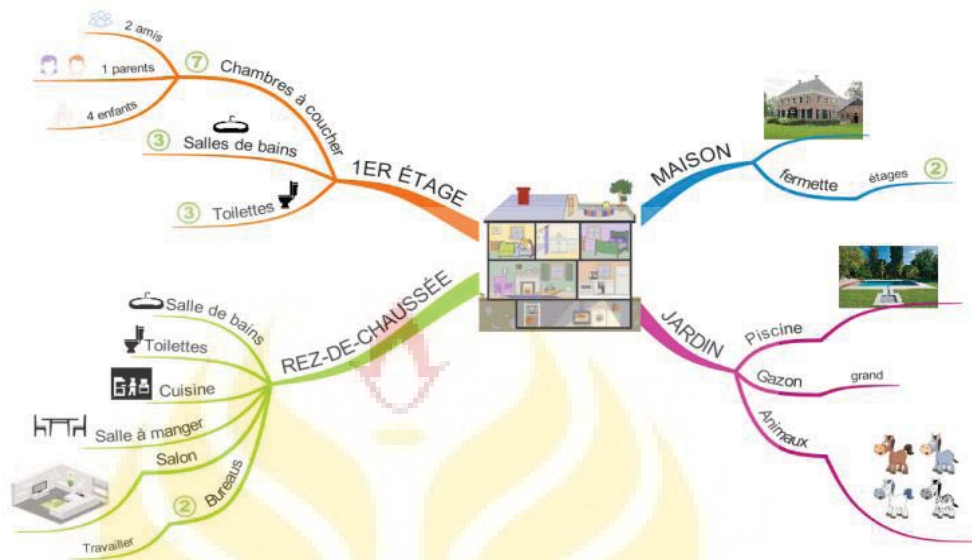 2 amis
1 parents
4 enfants
7 Chambres à coucher
3 Salles de bains
3 Toilettes
1ER ÉTAGE
MAISON
fermette
étages 2
REZ-DE-CHAUSSÉE
Salle de bains
Toilettes
Cuisine
Salle à manger
Salon
2 Bureaus
Travailler
JARDIN
Piscine
Gazon
grand
Animaux